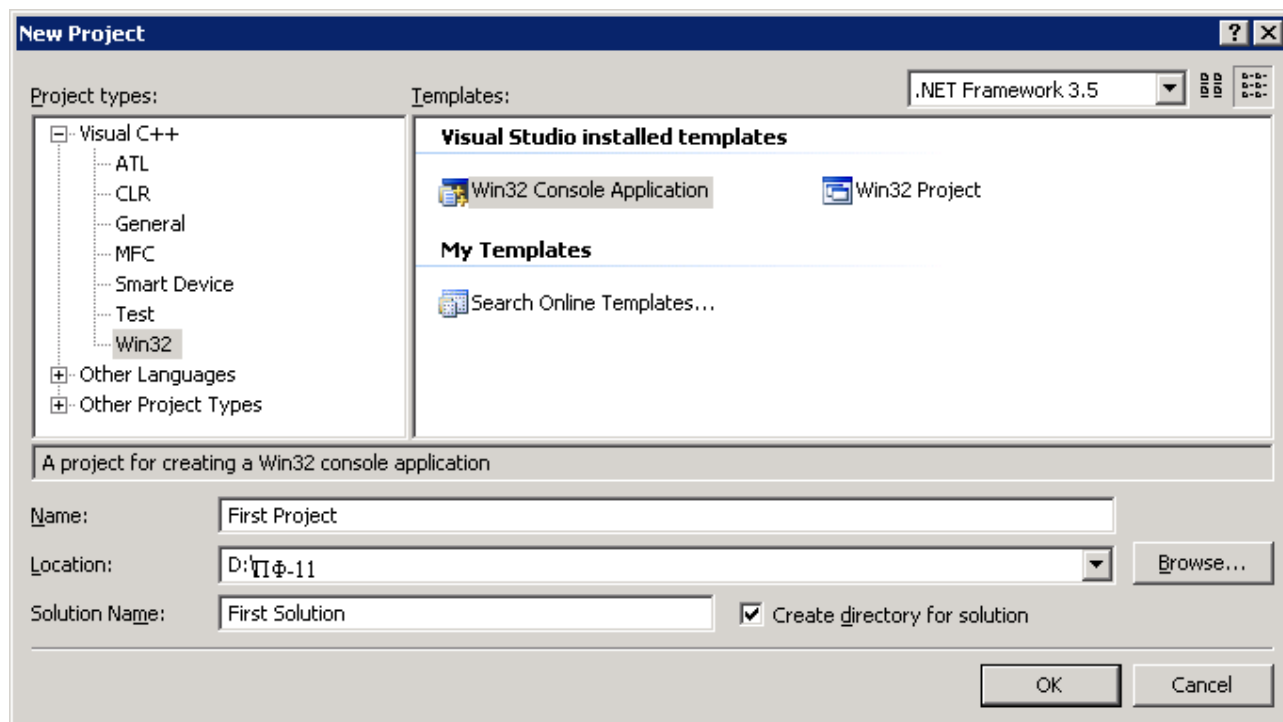 New Project
Project types:
Templates:
.NET Framework 3.5
Visual C++
ATL
CLR
General
MFC
Smart Device
Test
Win32
Other Languages
Other Project Types
Visual Studio installed templates
Win32 Console Application
Win32 Project
My Templates
Search Online Templates...
A project for creating a Win32 console application
Name:
First Project
Location:
D:\ПФ-11
Browse...
Solution Name:
First Solution
Create directory for solution
OK
Cancel